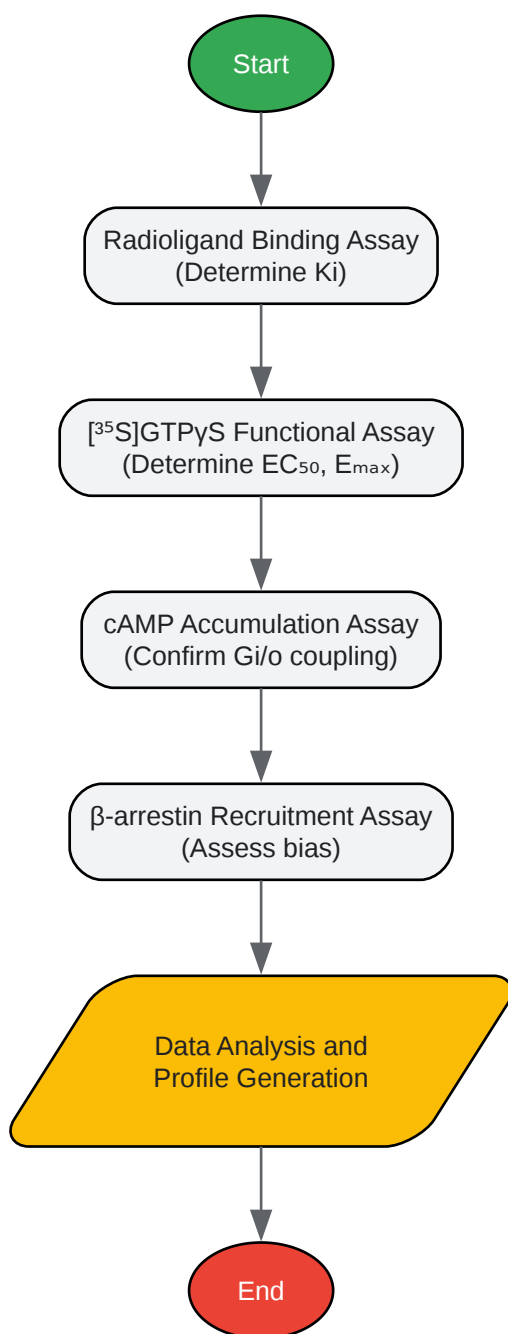 Start
Radioligand Binding Assay
(Determine Ki)
[³⁵S]GTPγS Functional Assay
(Determine EC₅₀, Eₘₐₓ)
cAMP Accumulation Assay
(Confirm Gi/o coupling)
β-arrestin Recruitment Assay
(Assess bias)
Data Analysis and
Profile Generation
End